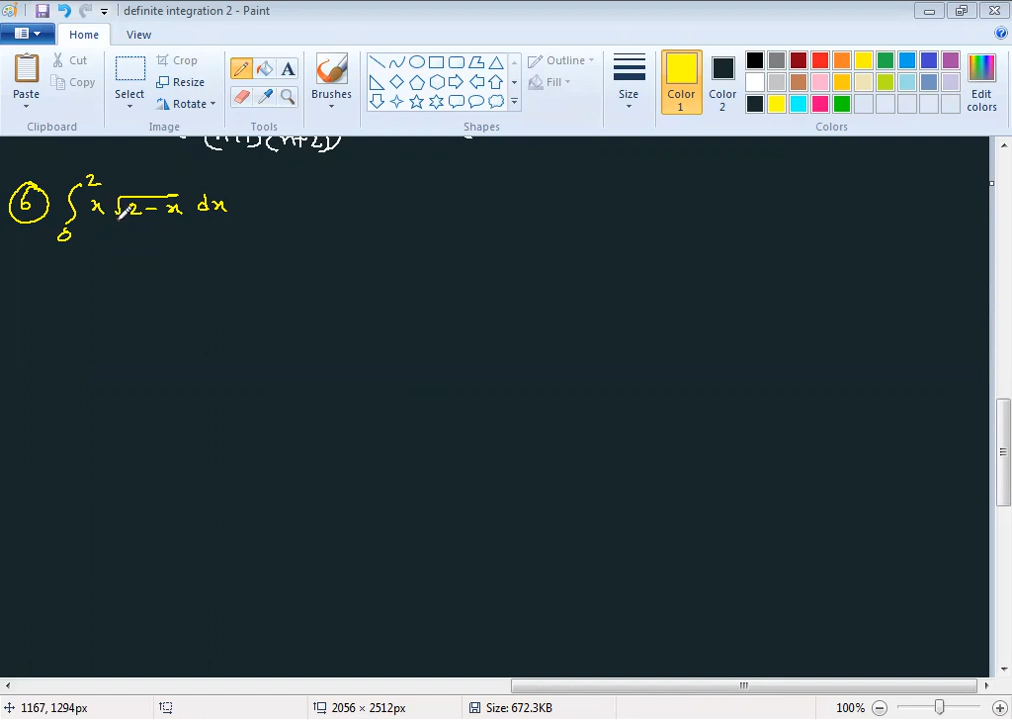 definite integration 2 - Paint
Home View
Paste
Cut
Copy
Clipboard
Select
Crop
Resize
Rotate
Image
A
Tools
Brushes
Outline
Fill
Shapes
Size
Color 1
Color 2
Edit colors
Colors
(n+2)
⑥ ∫₀² x √(2 - x) dx
1167, 1294px
2056 × 2512px
Size: 672.3KB
100%